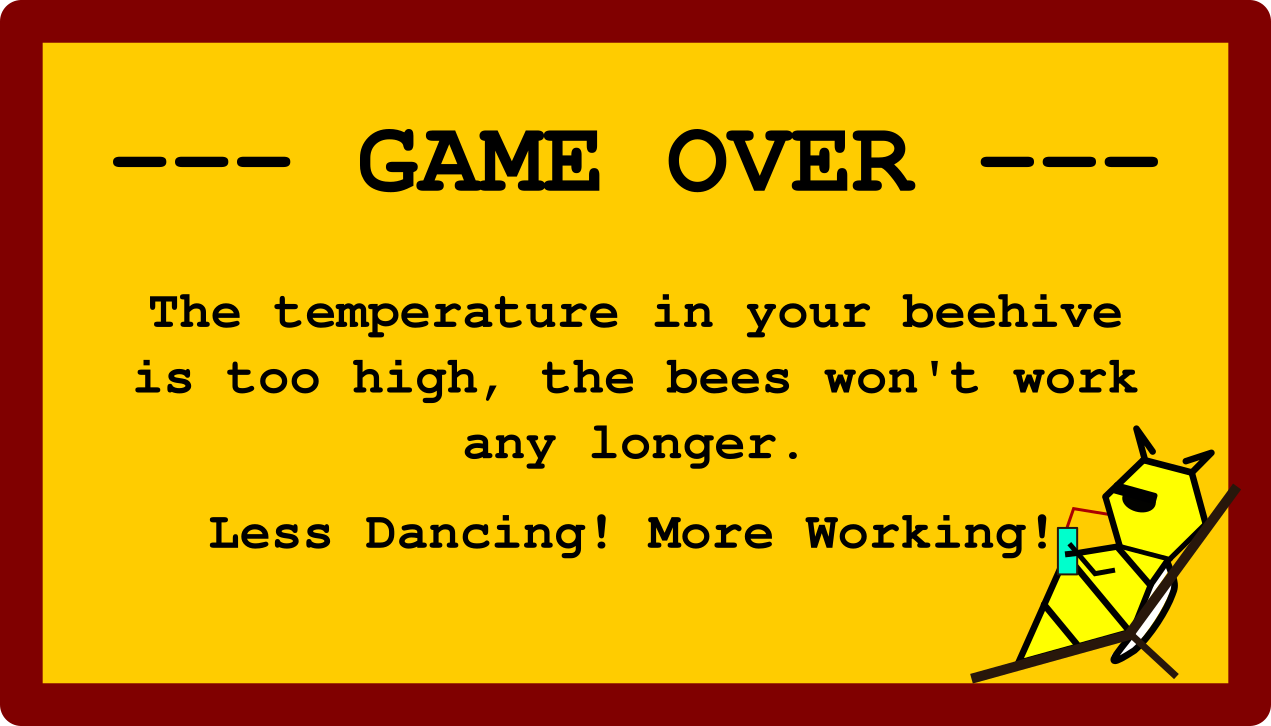 --- GAME OVER ---
The temperature in your beehive
is too high, the bees won't work
any longer.
Less Dancing! More Working!